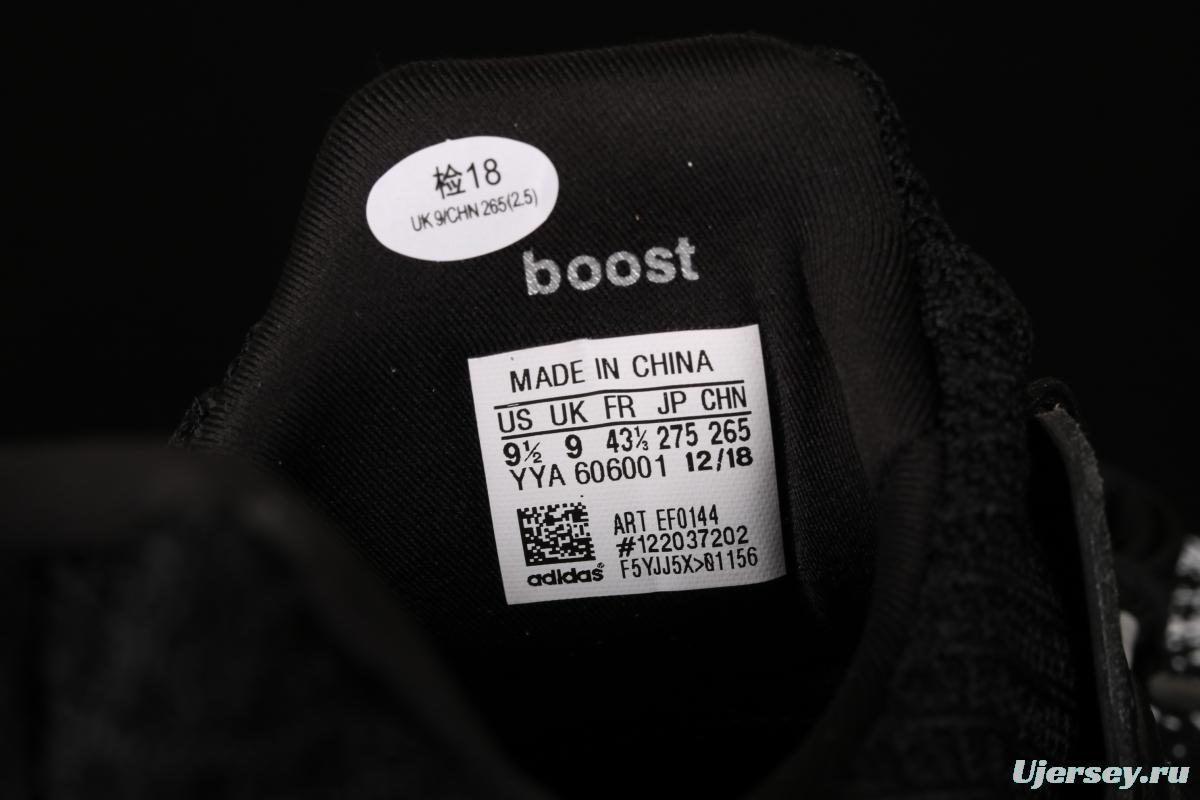 检18
UK 9/CHN 265(2.5)
boost
MADE IN CHINA
US UK FR JP CHN
9½ 9 43⅓ 275 265
YYA 606001 12/18
ART EF0144
#122037202
F5YJJ5X>01156
adidas®
Ujersey.ru